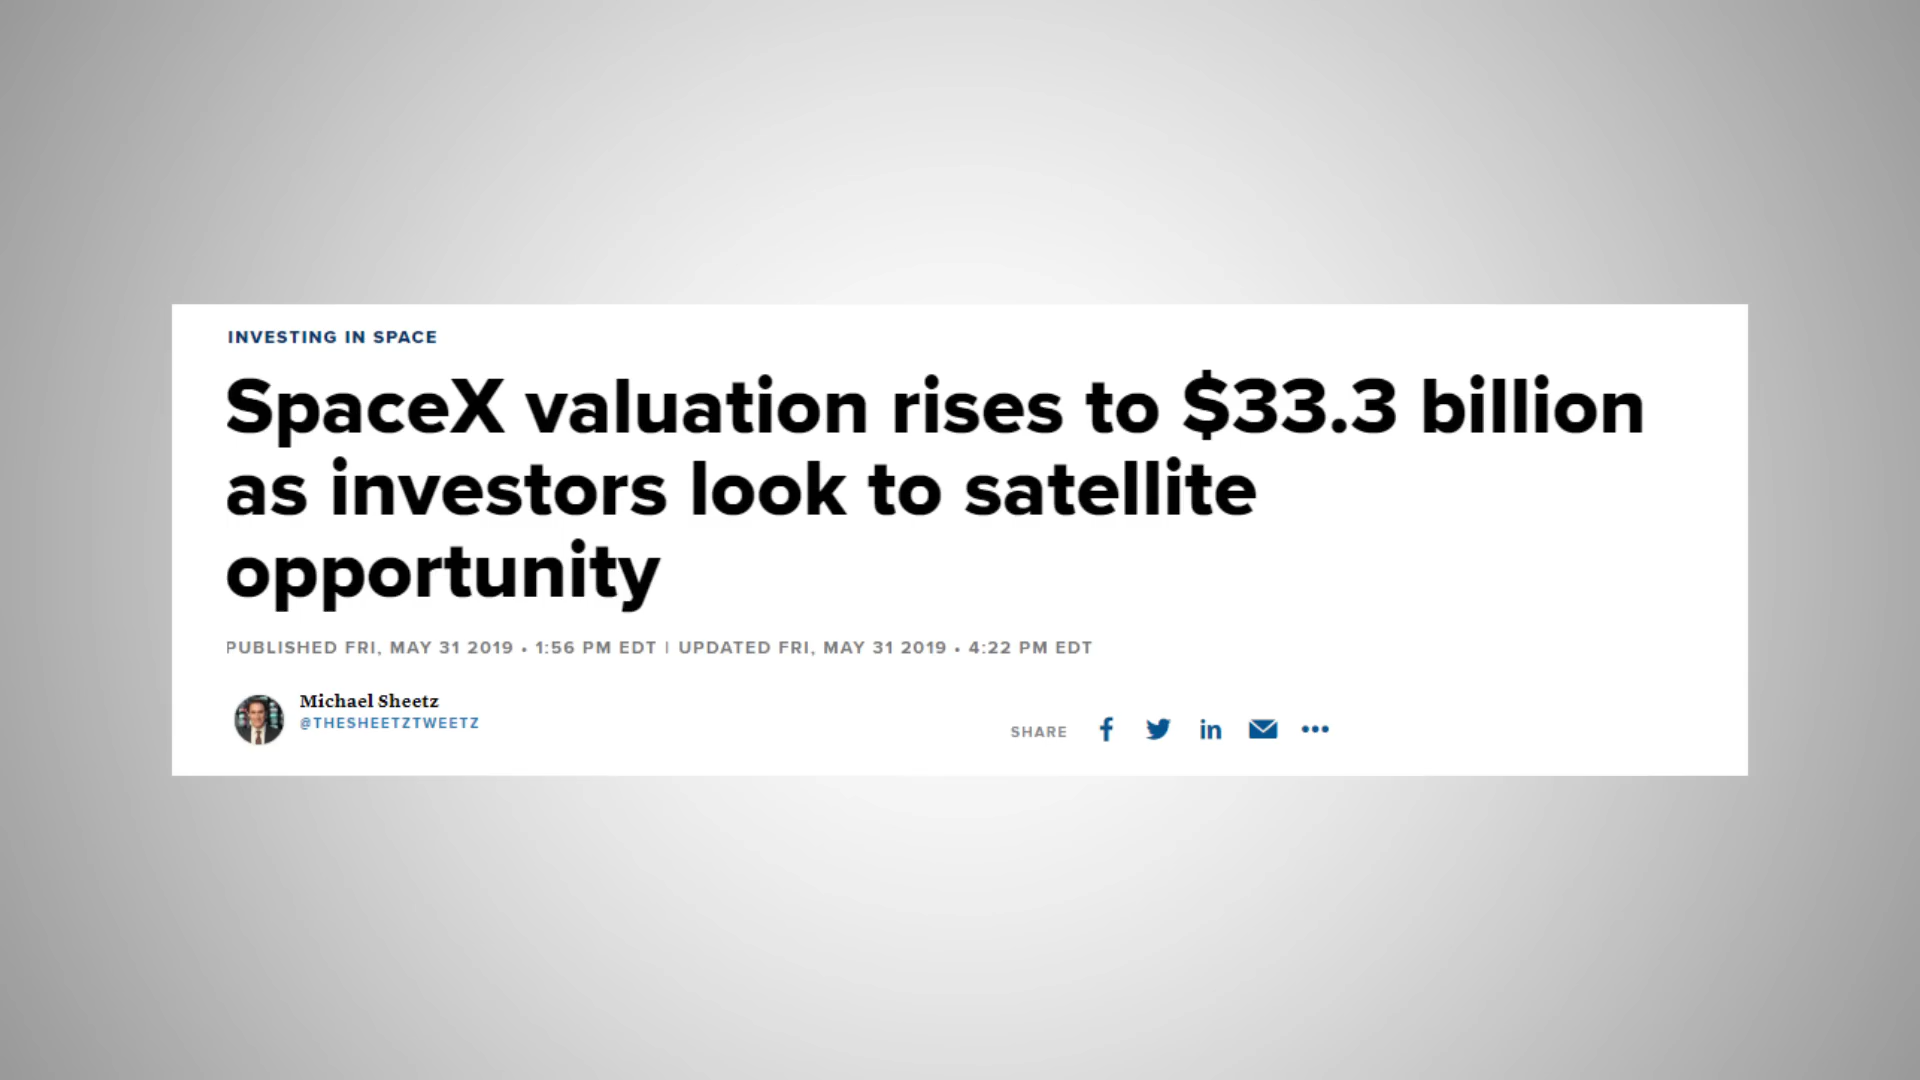 INVESTING IN SPACE
SpaceX valuation rises to $33.3 billion
as investors look to satellite
opportunity
PUBLISHED FRI, MAY 31 2019 • 1:56 PM EDT | UPDATED FRI, MAY 31 2019 • 4:22 PM EDT
Michael Sheetz
@THESHEETZTWEETZ
SHARE